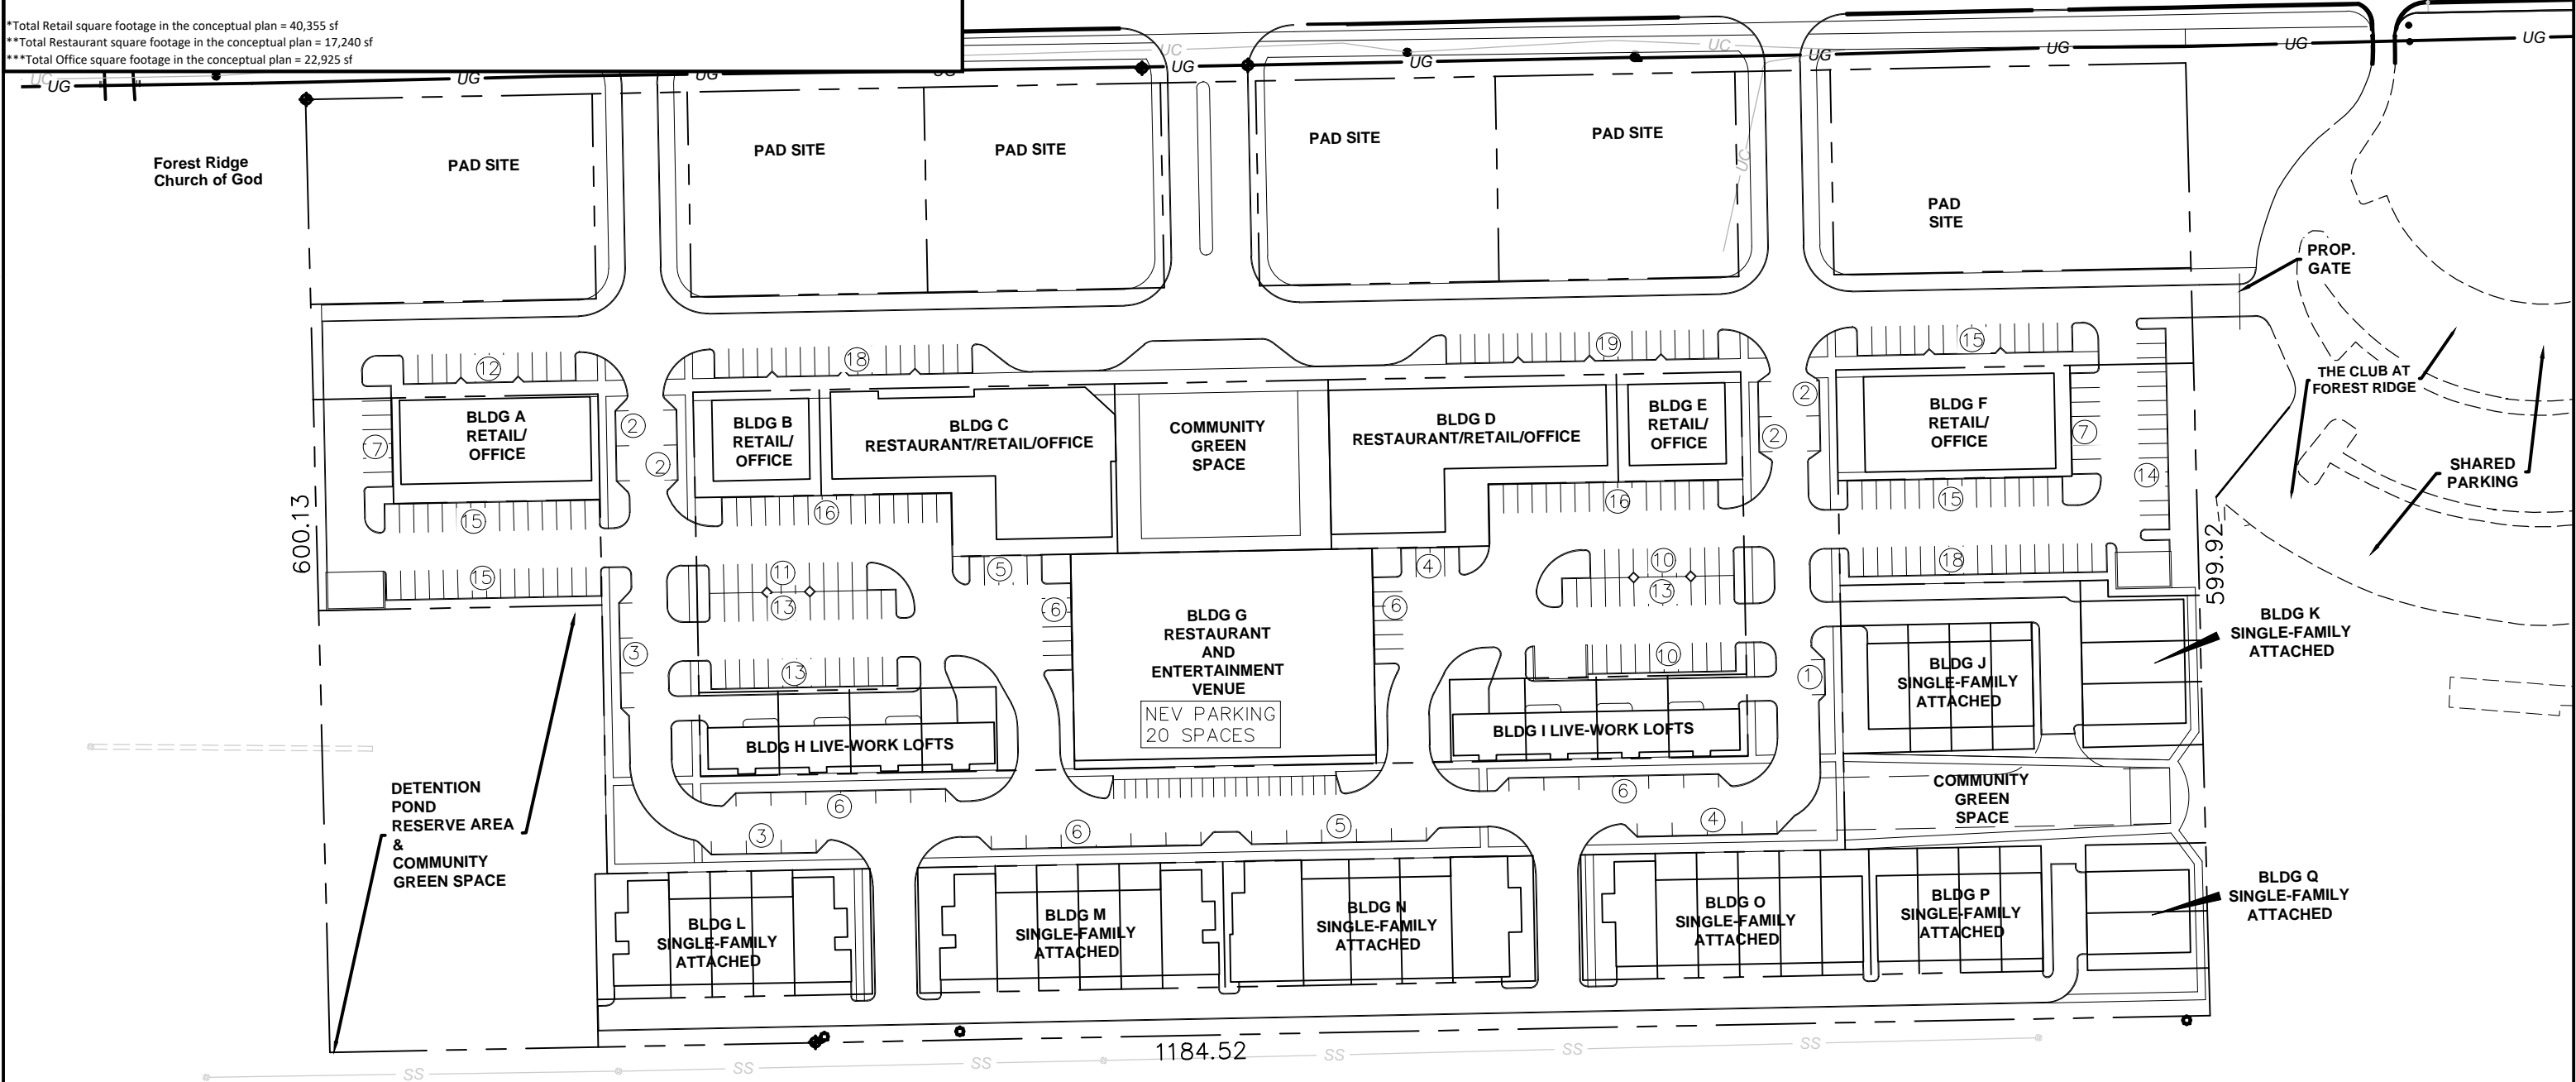 *Total Retail square footage in the conceptual plan = 40,355 sf
**Total Restaurant square footage in the conceptual plan = 17,240 sf
***Total Office square footage in the conceptual plan = 22,925 sf
UC
UC
UC
UG
UG
UG
UG
UG
UG
UG
UG
UG
UG
UC
Forest Ridge
Church of God
PAD SITE
PAD SITE
PAD SITE
PAD SITE
PAD SITE
PAD
SITE
PROP.
GATE
THE CLUB AT
FOREST RIDGE
SHARED
PARKING
12
18
19
15
2
2
2
2
7
7
14
BLDG A
RETAIL/
OFFICE
BLDG B
RETAIL/
OFFICE
BLDG C
RESTAURANT/RETAIL/OFFICE
COMMUNITY
GREEN
SPACE
BLDG D
RESTAURANT/RETAIL/OFFICE
BLDG E
RETAIL/
OFFICE
BLDG F
RETAIL/
OFFICE
600.13
599.92
15
16
16
15
15
11
13
5
4
10
13
18
6
6
3
13
10
1
BLDG G
RESTAURANT
AND
ENTERTAINMENT
VENUE
NEV PARKING
20 SPACES
BLDG H LIVE-WORK LOFTS
BLDG I LIVE-WORK LOFTS
BLDG J
SINGLE-FAMILY
ATTACHED
BLDG K
SINGLE-FAMILY
ATTACHED
COMMUNITY
GREEN
SPACE
DETENTION
POND
RESERVE AREA
&
COMMUNITY
GREEN SPACE
6
6
3
6
5
4
BLDG L
SINGLE-FAMILY
ATTACHED
BLDG M
SINGLE-FAMILY
ATTACHED
BLDG N
SINGLE-FAMILY
ATTACHED
BLDG O
SINGLE-FAMILY
ATTACHED
BLDG P
SINGLE-FAMILY
ATTACHED
BLDG Q
SINGLE-FAMILY
ATTACHED
1184.52
SS
SS
SS
SS
SS
SS